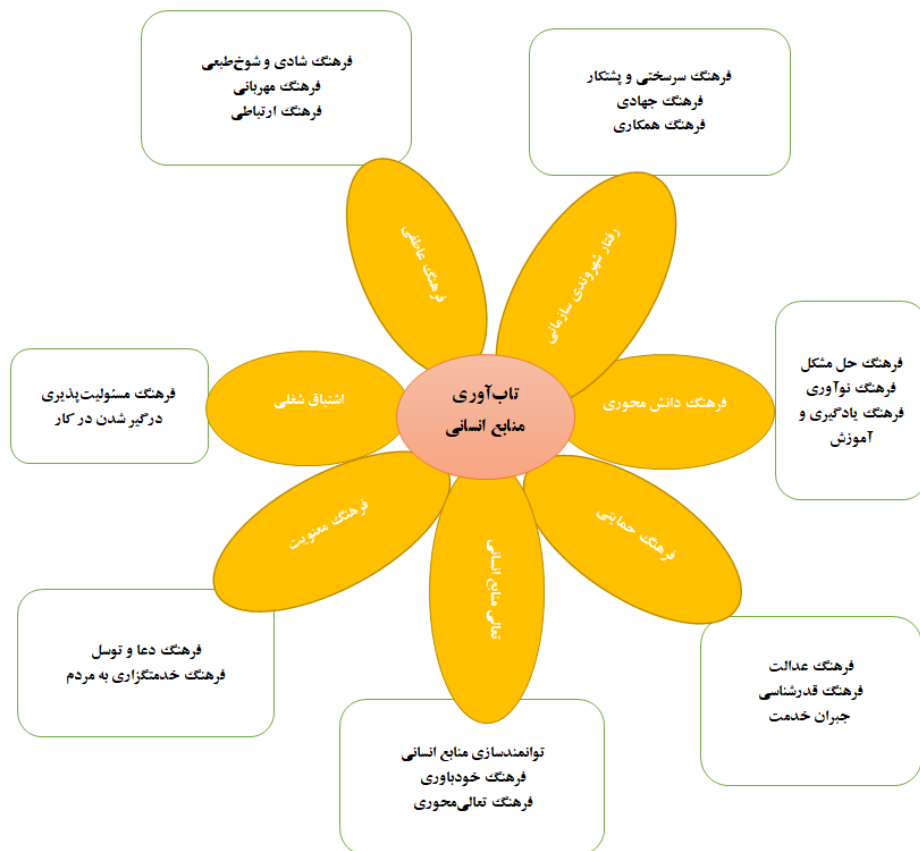 فرهنگ شادی و شوخ‌طبعی
فرهنگ مهربانی
فرهنگ ارتباطی
فرهنگ سرسختی و پشتکار
فرهنگ جهادی
فرهنگ همکاری
فرهنگ عاطفی
رفتار شهروندی سازمانی
فرهنگ حل مشکل
فرهنگ نوآوری
فرهنگ یادگیری و
آموزش
فرهنگ دانش محوری
تاب‌آوری
منابع انسانی
اشتیاق شغلی
فرهنگ مسئولیت‌پذیری
درگیر شدن در کار
فرهنگ حمایتی
تعالی منابع انسانی
فرهنگ معنویت
فرهنگ عدالت
فرهنگ قدرشناسی
جبران خدمت
توانمندسازی منابع انسانی
فرهنگ خودباوری
فرهنگ تعالی‌محوری
فرهنگ دعا و توسل
فرهنگ خدمتگزاری به مردم